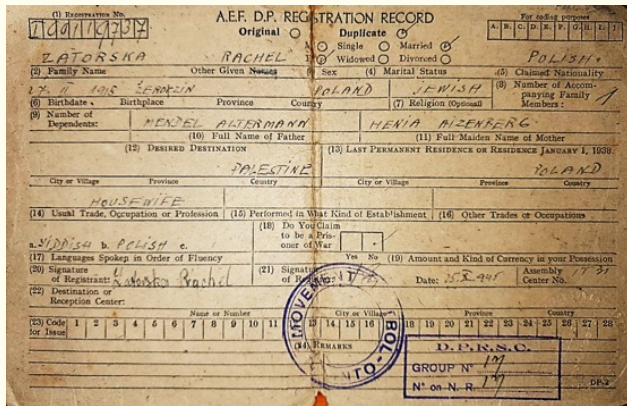 (1) REGISTRATION NO. A.E.F. D.P. REGISTRATION RECORD For coding purposes
Original Duplicate A. B. C. D. E. F. G. H. I. J.
M Single Married
ZATORSKA RACHEL F Widowed Divorced POLISH.
(2) Family Name Other Given Names (3) Sex (4) Marital Status (5) Claimed Nationality
27. II 1915 POLAND JEWISH (8) Number of Accom-
(6) Birthdate Birthplace Province Country (7) Religion (Optional) panying Family
Members: 1
(9) Number of
Dependents: MENDEL ALTERMANN HENIA AIZENBERG
(10) Full Name of Father (11) Full Maiden Name of Mother
(12) DESIRED DESTINATION (13) LAST PERMANENT RESIDENCE OR RESIDENCE JANUARY 1, 1938.
PALESTINE POLAND
City or Village Province Country City or Village Province Country
HOUSEWIFE
(14) Usual Trade, Occupation or Profession (15) Performed in What Kind of Establishment (16) Other Trades or Occupations
(18) Do You Claim
to be a Pris-
a. YIDDISH b. POLISH c. oner of War
(17) Languages Spoken in Order of Fluency Yes No (19) Amount and Kind of Currency in your Possession
(20) Signature (21) Signature Assembly
of Registrant: Zatorska Rachel of Date: Center No.
(22) Destination or
Reception Center:
Name or Number City or Village Province Country
(23) Code 1 2 3 4 5 6 7 8 9 10 11 13 14 15 16 18 19 20 21 22 23 24 25 26 27 28
for Issue
(24) REMARKS
MOVEMENT
D.P.R.S.C.
GROUP N° 17
N° on N. R. 17
DP-2